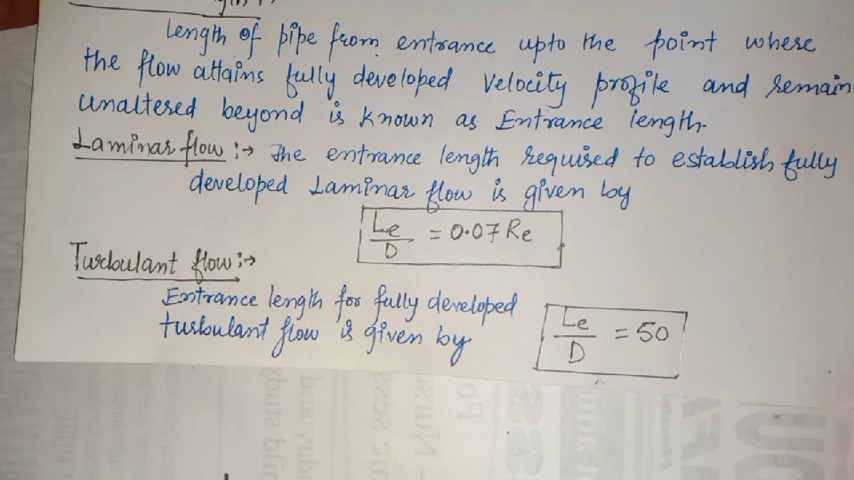 Length of pipe from entrance upto the point where
the flow attains fully developed velocity profile and remain
unaltered beyond is known as Entrance length.
Laminar flow :→ The entrance length required to establish fully
developed Laminar flow is given by
Le/D = 0.07 Re
Turbulant flow :→
Entrance length for fully developed
turbulant flow is given by
Le/D = 50